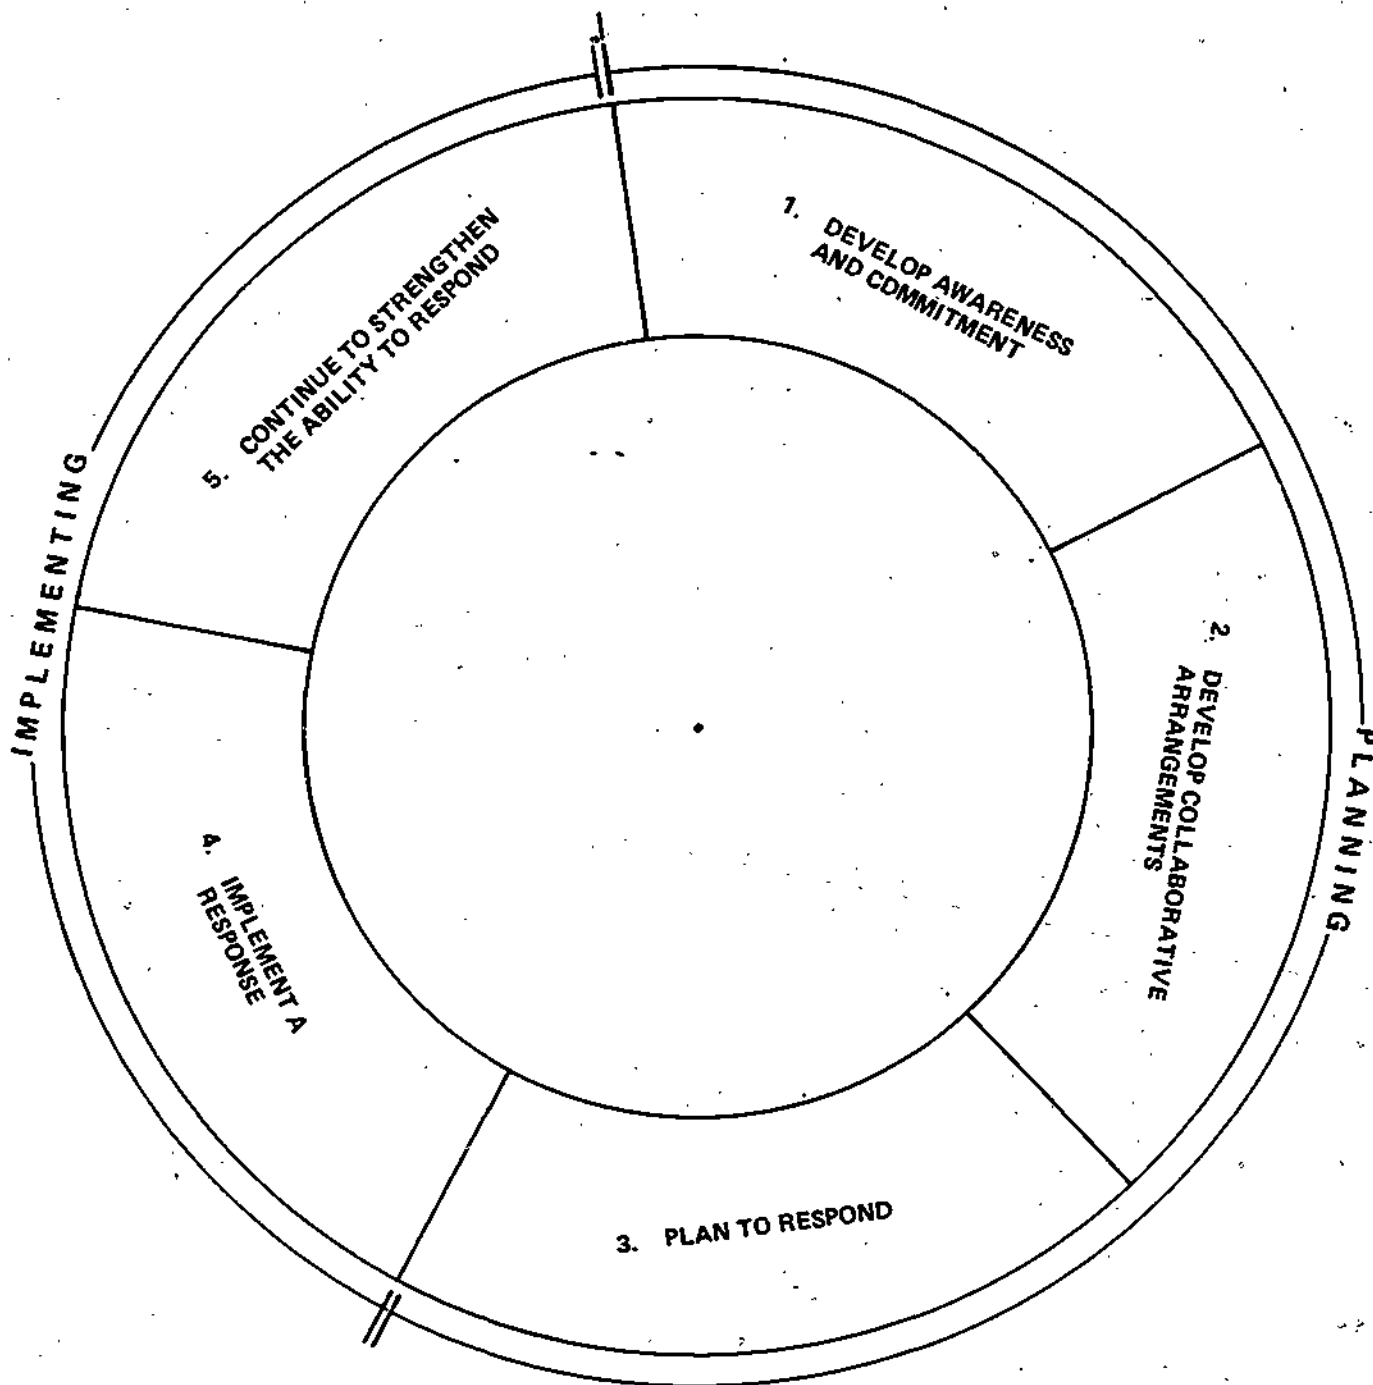 1. DEVELOP AWARENESS
AND COMMITMENT
2. DEVELOP COLLABORATIVE
ARRANGEMENTS
3. PLAN TO RESPOND
4. IMPLEMENT A
RESPONSE
5. CONTINUE TO STRENGTHEN
THE ABILITY TO RESPOND
IMPLEMENTING
PLANNING